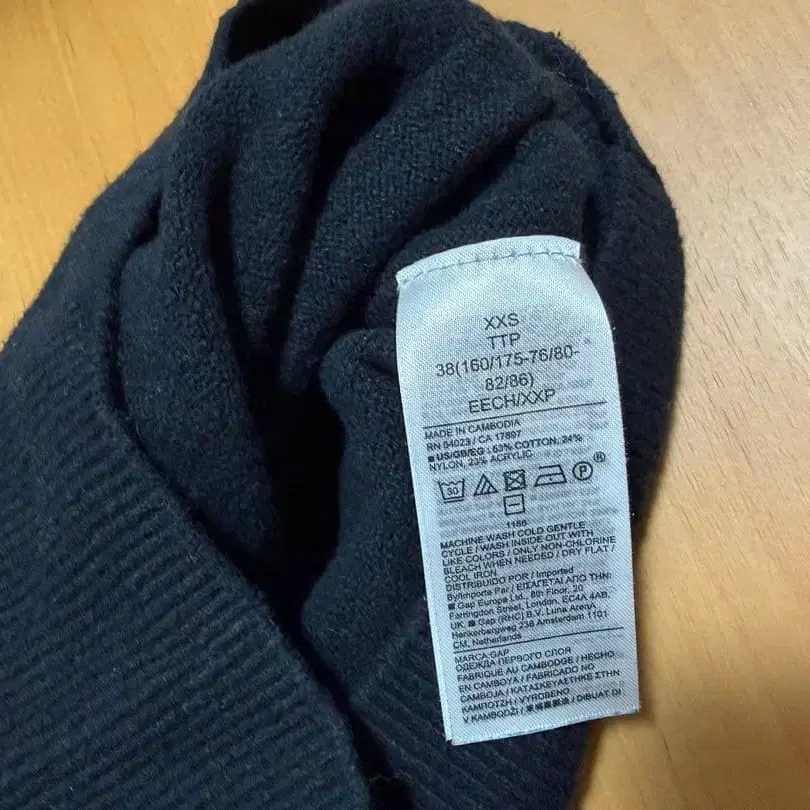 XXS
TTP
38(160/175-76/80-
82/86)
EECH/XXP
MADE IN CAMBODIA
RN 54023 / CA 17897
■ US/GB/EG : 53% COTTON, 24%
NYLON, 23% ACRYLIC
30 P ®
1166
MACHINE WASH COLD GENTLE
CYCLE / WASH INSIDE OUT WITH
LIKE COLORS / ONLY NON-CHLORINE
BLEACH WHEN NEEDED / DRY FLAT /
COOL IRON
DISTRIBUIDO POR / Imported
By/Importe Par / ΕΙΣΑΓΕΤΑΙ ΑΠΟ ΤΗΝ:
■ Gap Europe Ltd., 6th Floor, 20
Farringdon Street, London, EC4A 4AB,
UK. ■ Gap (RHC) B.V. Luna ArenA
Herikerbergweg 238 Amsterdam 1101
CM, Netherlands
МАРСА:GAP
ОДЕЖДА ПЕРВОГО СЛОЯ
FABRIQUE AU CAMBODGE / HECHO
EN CAMBOYA / FABRICADO NO
CAMBOJA / ΚΑΤΑΣΚΕΥΑΣΤΗΚΕ ΣΤΗΝ
ΚΑΜΠΟΤΖΗ / VYROBENO
V KAMBODŽI / DIBUAT DI